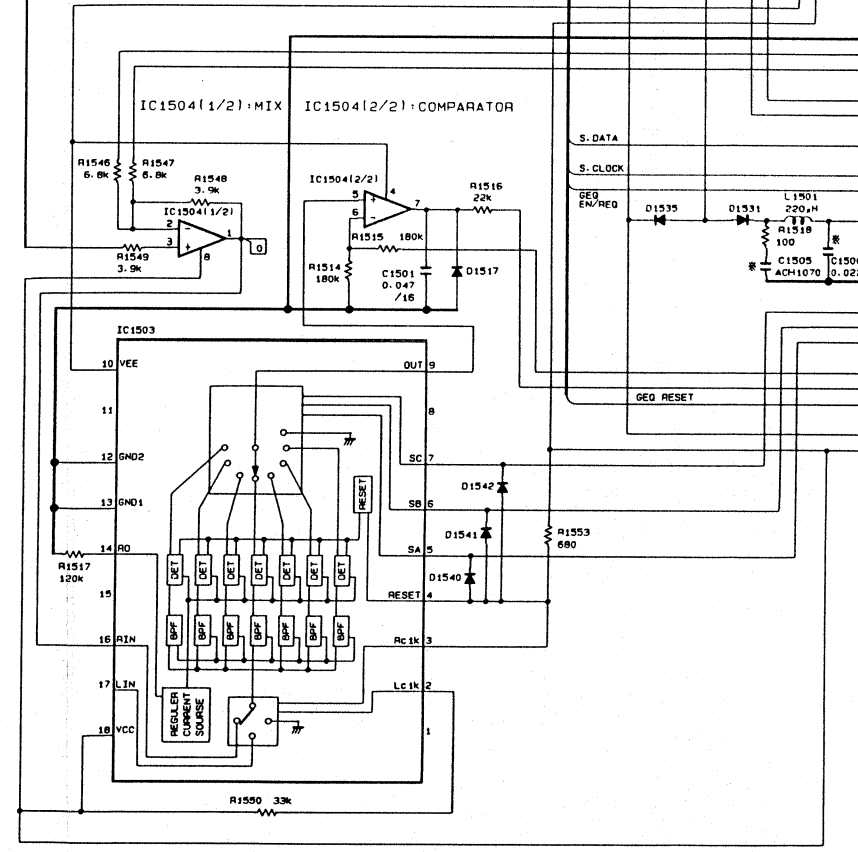 IC1504(1/2):MIX IC1504(2/2):COMPARATOR
S.DATA
S.CLOCK
GEQ
EN/REQ
R1546
6.8k
R1547
6.8k
R1548
3.9k
IC1504(1/2)
2
3
1
8
0
R1549
3.9k
IC1504(2/2)
5
6
4
7
R1516
22k
R1515 180k
R1514
180k
C1501
0.047
/16
D1517
D1535
D1531
L1501
220µH
R1518
100
C1505
ACH1070
※
※
C150
0.02
IC1503
10 VEE
11
12 GND2
13 GND1
14 RO
15
16 RIN
17 LIN
18 VCC
OUT 9
8
SC 7
SB 6
SA 5
RESET 4
Rc1k 3
Lc1k 2
1
RESET
DET DET DET DET DET DET DET
BPF BPF BPF BPF BPF BPF BPF
REGULER
CURRENT
SOURSE
R1517
120k
D1542
D1541
D1540
R1553
680
GEQ RESET
R1550 33k